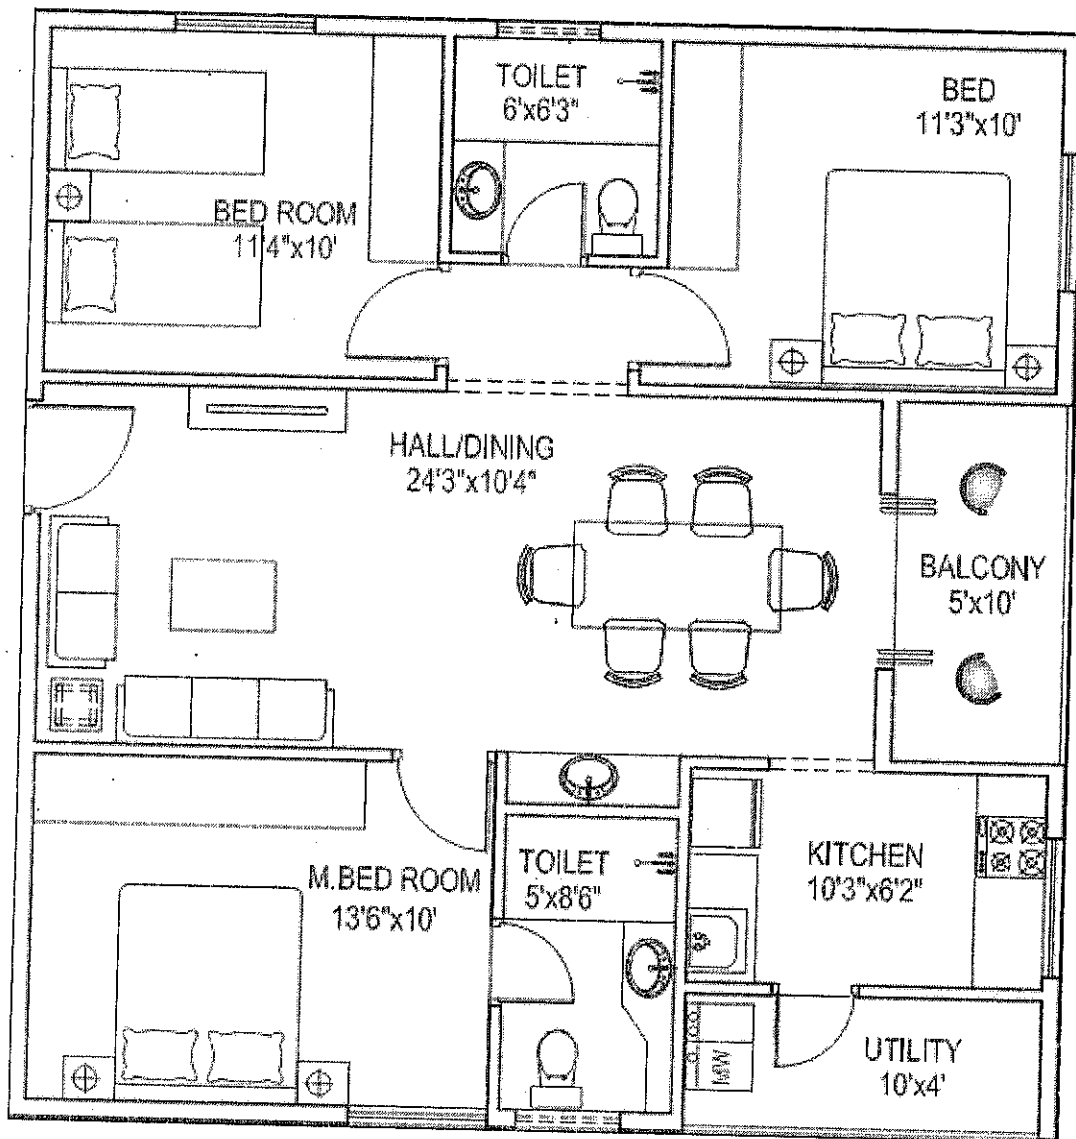 TOILET
6'x6'3"
BED
11'3"x10'
BED ROOM
11'4"x10'
HALL/DINING
24'3"x10'4"
BALCONY
5'x10'
M.BED ROOM
13'6"x10'
TOILET
5'x8'6"
KITCHEN
10'3"x6'2"
UTILITY
10'x4'
W/M